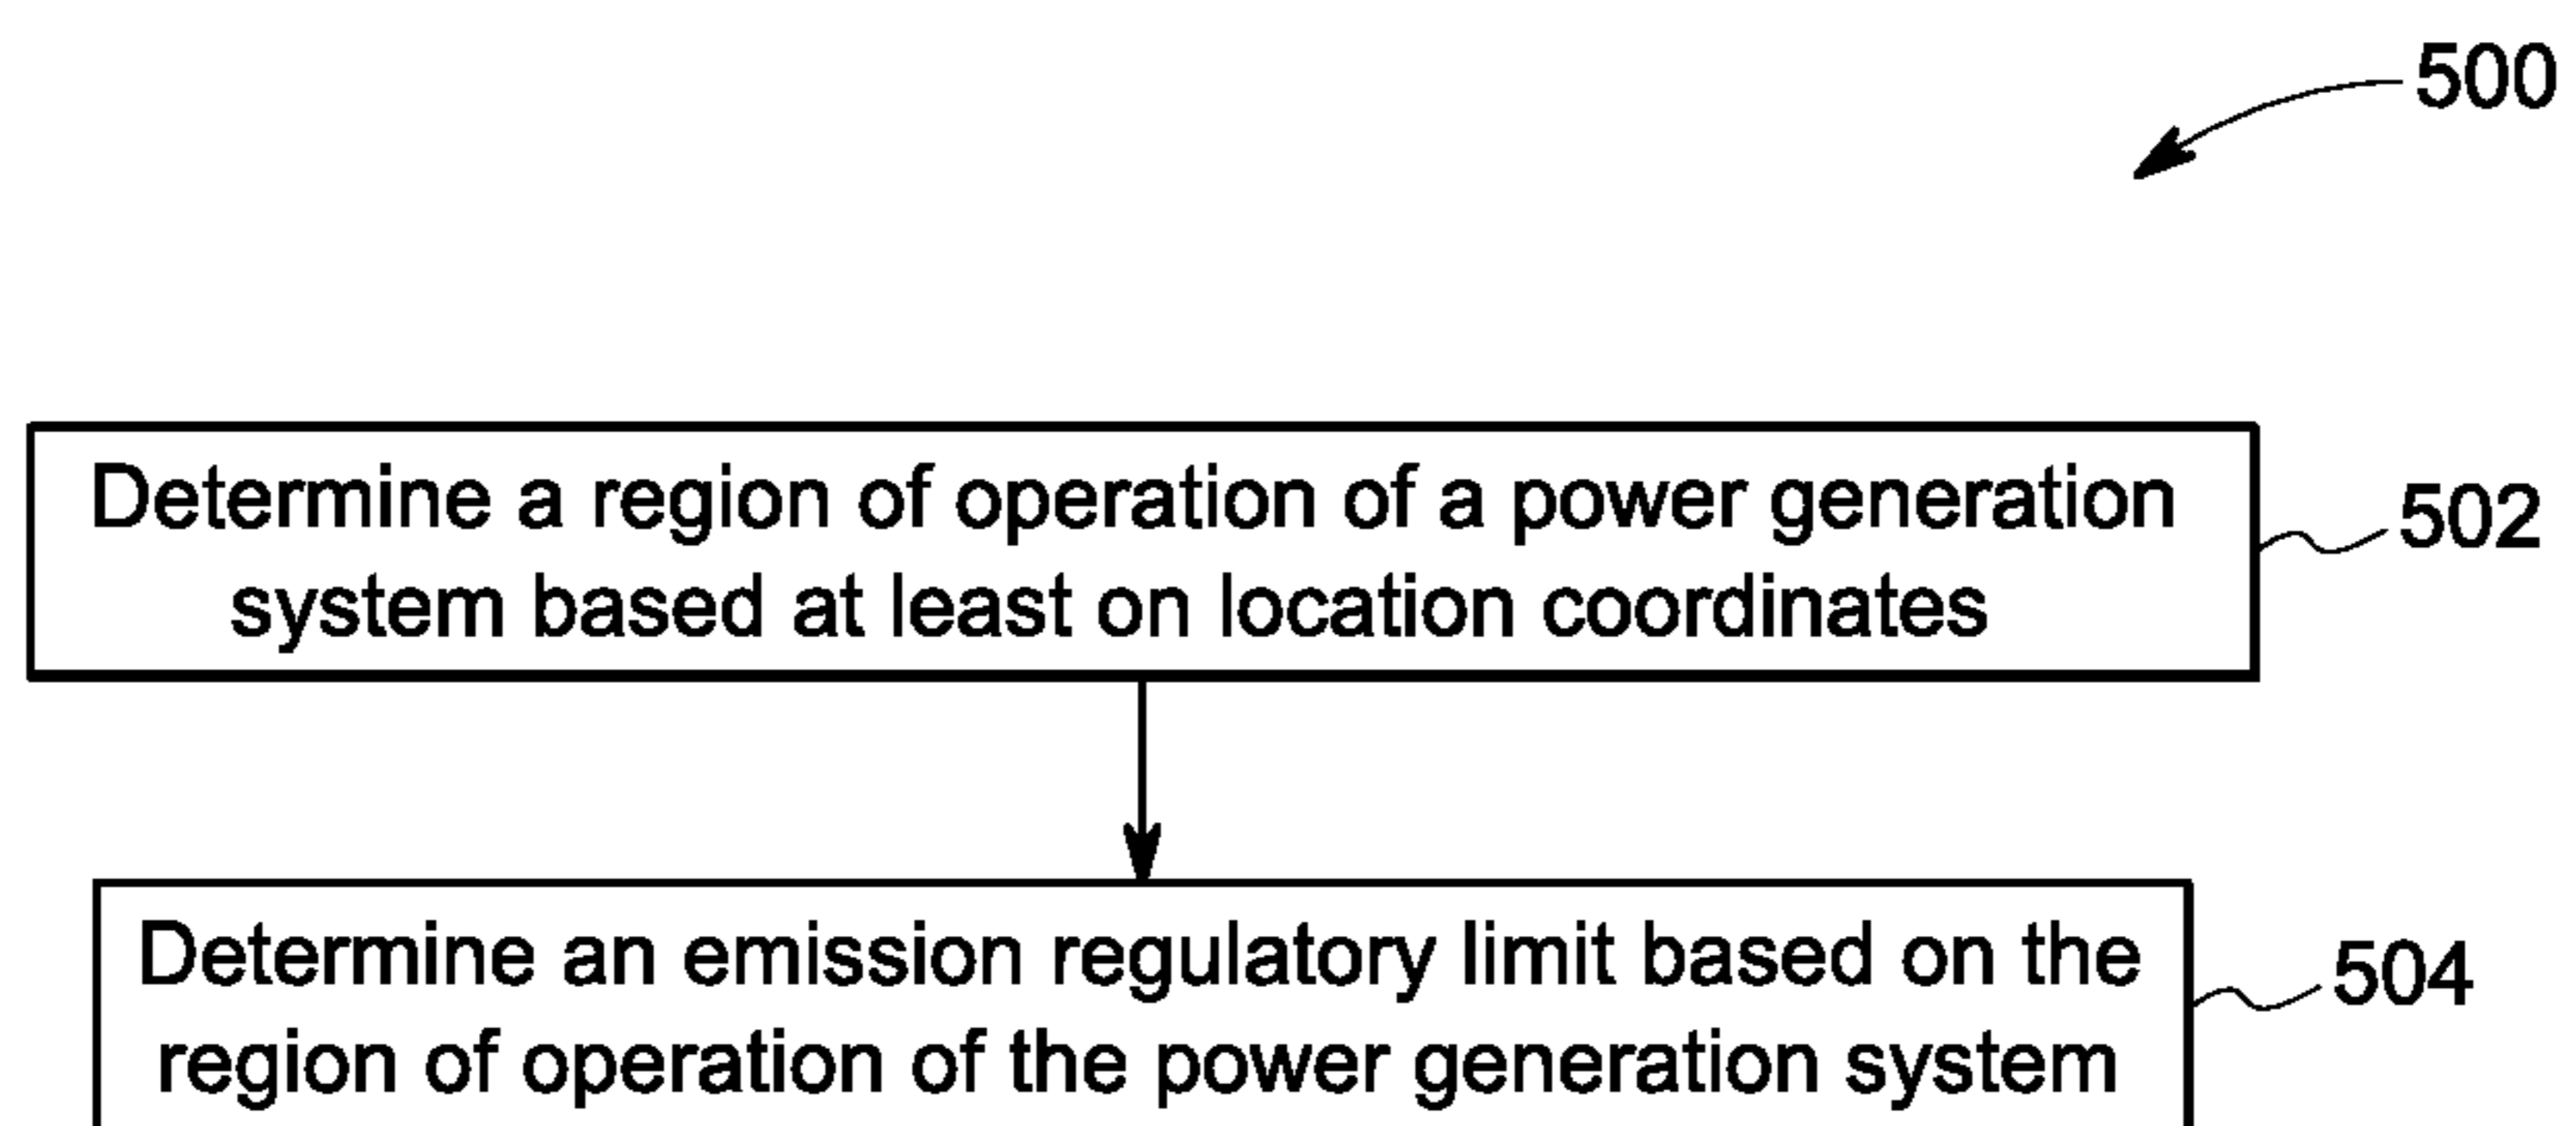 500
Determine a region of operation of a power generation
system based at least on location coordinates
502
Determine an emission regulatory limit based on the
region of operation of the power generation system
504